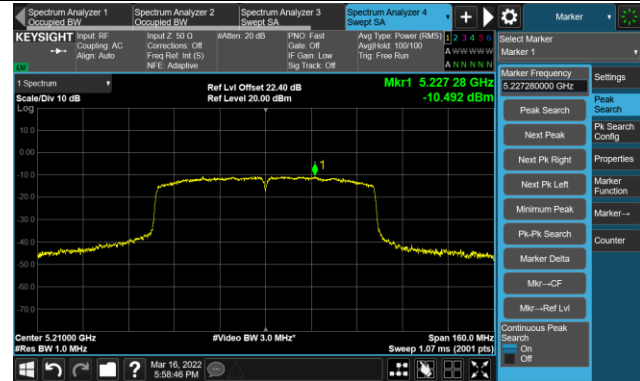 Spectrum Analyzer 1
Occupied BW
Spectrum Analyzer 2
Occupied BW
Spectrum Analyzer 3
Swept SA
Spectrum Analyzer 4
Swept SA
Marker
KEYSIGHT
Input: RF
Coupling: AC
Align: Auto
Input Z: 50 Ω
Corrections: Off
Freq Ref: Int (S)
NFE: Adaptive
#Atten: 20 dB
PNO: Fast
Gate: Off
IF Gain: Low
Sig Track: Off
Avg Type: Power (RMS)
Avg|Hold: 100/100
Trig: Free Run
1 2 3 4 5 6
A W W W W W
A N N N N N
Select Marker
Marker 1
1 Spectrum
Scale/Div 10 dB
Log
Ref Lvl Offset 22.40 dB
Ref Level 20.00 dBm
Mkr1 5.227 28 GHz
-10.492 dBm
10.0
0.00
-10.0
-20.0
-30.0
-40.0
-50.0
-60.0
-70.0
1
Center 5.21000 GHz
#Res BW 1.0 MHz
#Video BW 3.0 MHz*
Span 160.0 MHz
Sweep 1.07 ms (2001 pts)
Marker Frequency
5.227280000 GHz
Peak Search
Next Peak
Next Pk Right
Next Pk Left
Minimum Peak
Pk-Pk Search
Marker Delta
Mkr→CF
Mkr→Ref Lvl
Continuous Peak
Search
On
Off
Settings
Peak
Search
Pk Search
Config
Properties
Marker
Function
Marker→
Counter
Mar 16, 2022
5:58:46 PM